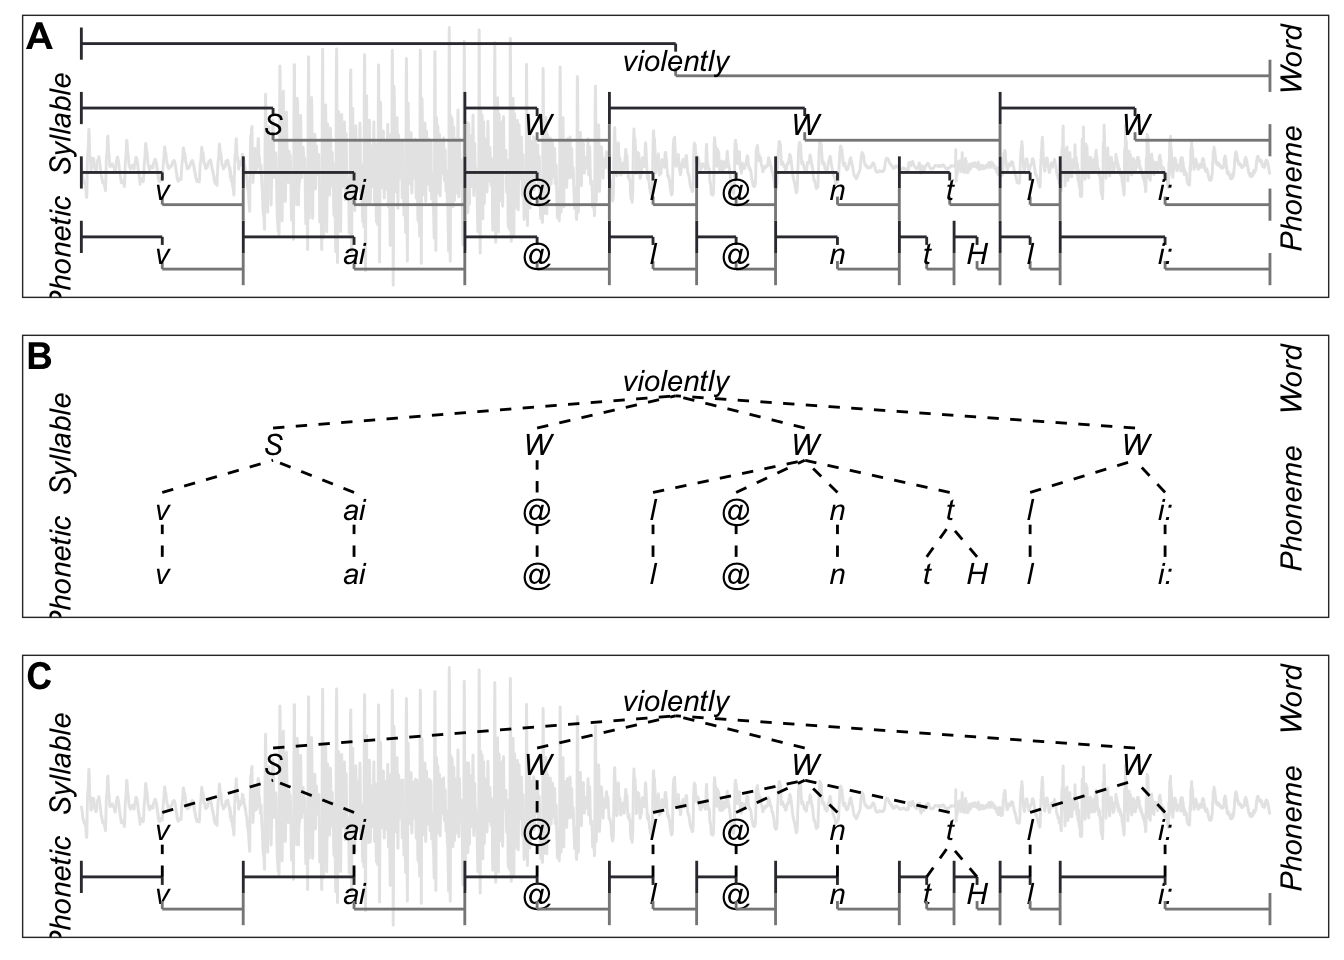 A
Word
violently
Syllable
S W W W
Phoneme
v ai @ l @ n t l i:
Phonetic
v ai @ l @ n t H l i:
B
Word
violently
Syllable
S W W W
Phoneme
v ai @ l @ n t l i:
Phonetic
v ai @ l @ n t H l i:
C
Word
violently
Syllable
S W W W
Phoneme
v ai @ l @ n t l i:
Phonetic
v ai @ l @ n t H l i: